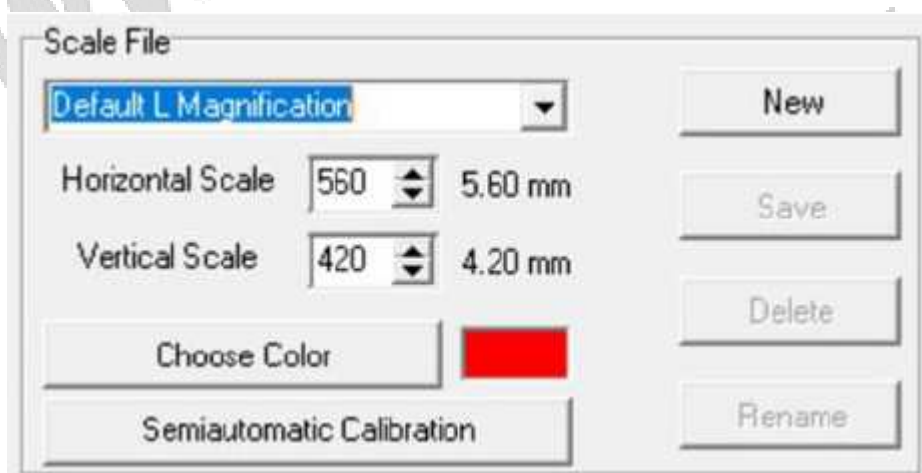 Scale File
Default L Magnification
New
Horizontal Scale 560 5.60 mm
Save
Vertical Scale 420 4.20 mm
Delete
Choose Color
Rename
Semiautomatic Calibration